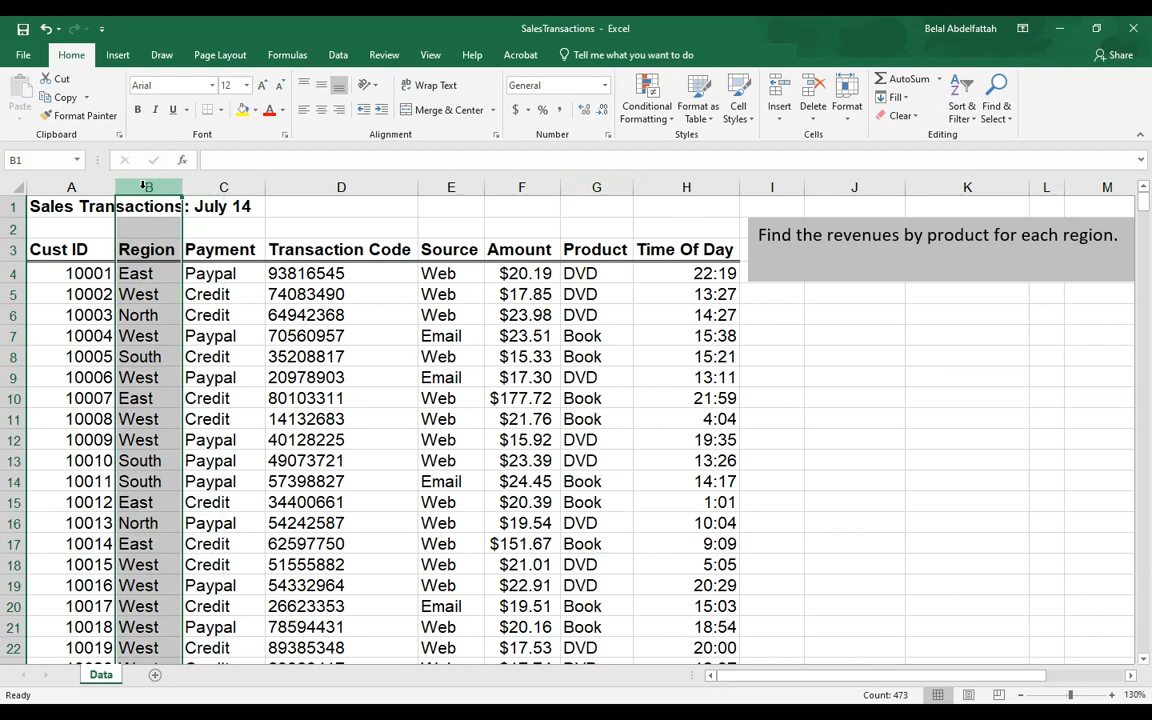 SalesTransactions - Excel
Belal Abdelfattah
File Home Insert Draw Page Layout Formulas Data Review View Help Acrobat Tell me what you want to do Share
Paste
Cut
Copy
Format Painter
Clipboard
Arial 12
B I U
Font
Wrap Text
Merge & Center
Alignment
General
$ % ,
Number
Conditional Formatting
Format as Table
Cell Styles
Styles
Insert Delete Format
Cells
AutoSum
Fill
Clear
Sort & Filter
Find & Select
Editing
B1 fx
A B C D E F G H I J K L M
1 Sales Transactions: July 14
2
3 Cust ID Region Payment Transaction Code Source Amount Product Time Of Day
Find the revenues by product for each region.
4 10001 East Paypal 93816545 Web $20.19 DVD 22:19
5 10002 West Credit 74083490 Web $17.85 DVD 13:27
6 10003 North Credit 64942368 Web $23.98 DVD 14:27
7 10004 West Paypal 70560957 Email $23.51 Book 15:38
8 10005 South Credit 35208817 Web $15.33 Book 15:21
9 10006 West Paypal 20978903 Email $17.30 DVD 13:11
10 10007 East Credit 80103311 Web $177.72 Book 21:59
11 10008 West Credit 14132683 Web $21.76 Book 4:04
12 10009 West Paypal 40128225 Web $15.92 DVD 19:35
13 10010 South Paypal 49073721 Web $23.39 DVD 13:26
14 10011 South Paypal 57398827 Email $24.45 Book 14:17
15 10012 East Credit 34400661 Web $20.39 DVD 1:01
16 10013 North Paypal 54242587 Web $19.54 DVD 10:04
17 10014 East Credit 62597750 Web $151.67 Book 9:09
18 10015 West Credit 51555882 Web $21.01 DVD 5:05
19 10016 West Paypal 54332964 Web $22.91 DVD 20:29
20 10017 West Credit 26623353 Email $19.51 Book 15:03
21 10018 West Paypal 78594431 Web $20.16 Book 18:54
22 10019 West Credit 89385348 Web $17.53 DVD 20:00
Data
Ready Count: 473 130%